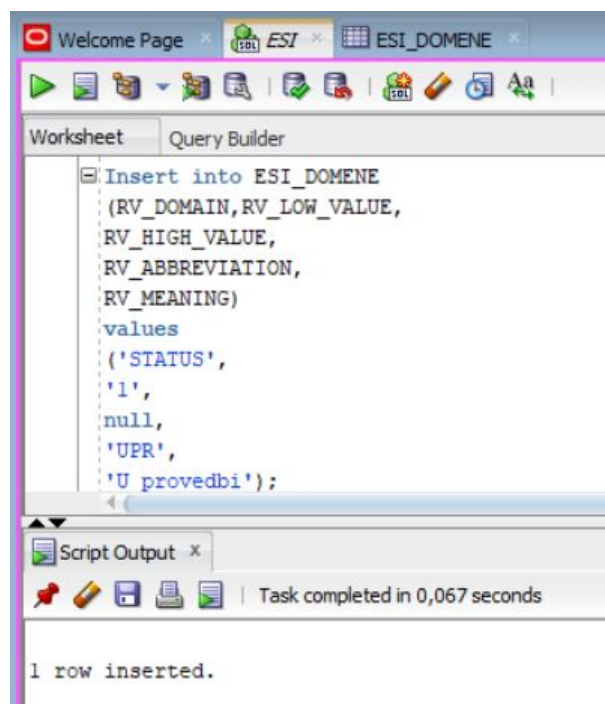 Welcome Page ESI ESI_DOMENE
Worksheet Query Builder
Insert into ESI_DOMENE
(RV_DOMAIN,RV_LOW_VALUE,
RV_HIGH_VALUE,
RV_ABBREVIATION,
RV_MEANING)
values
('STATUS',
'1',
null,
'UPR',
'U provedbi');
Script Output x
Task completed in 0,067 seconds
1 row inserted.